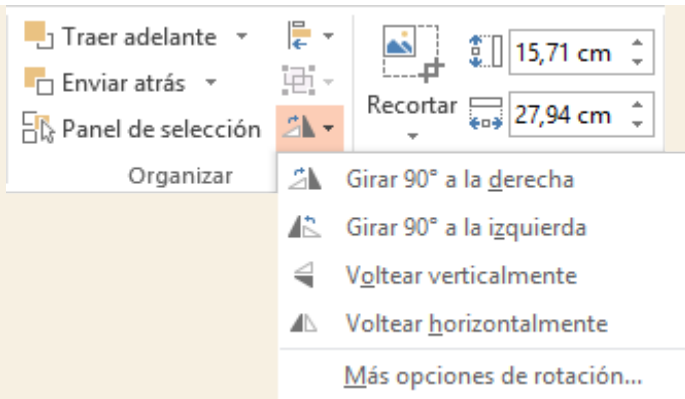 Traer adelante
Enviar atrás
Panel de selección
Organizar
Recortar
15,71 cm
27,94 cm
Girar 90° a la derecha
Girar 90° a la izquierda
Voltear verticalmente
Voltear horizontalmente
Más opciones de rotación...